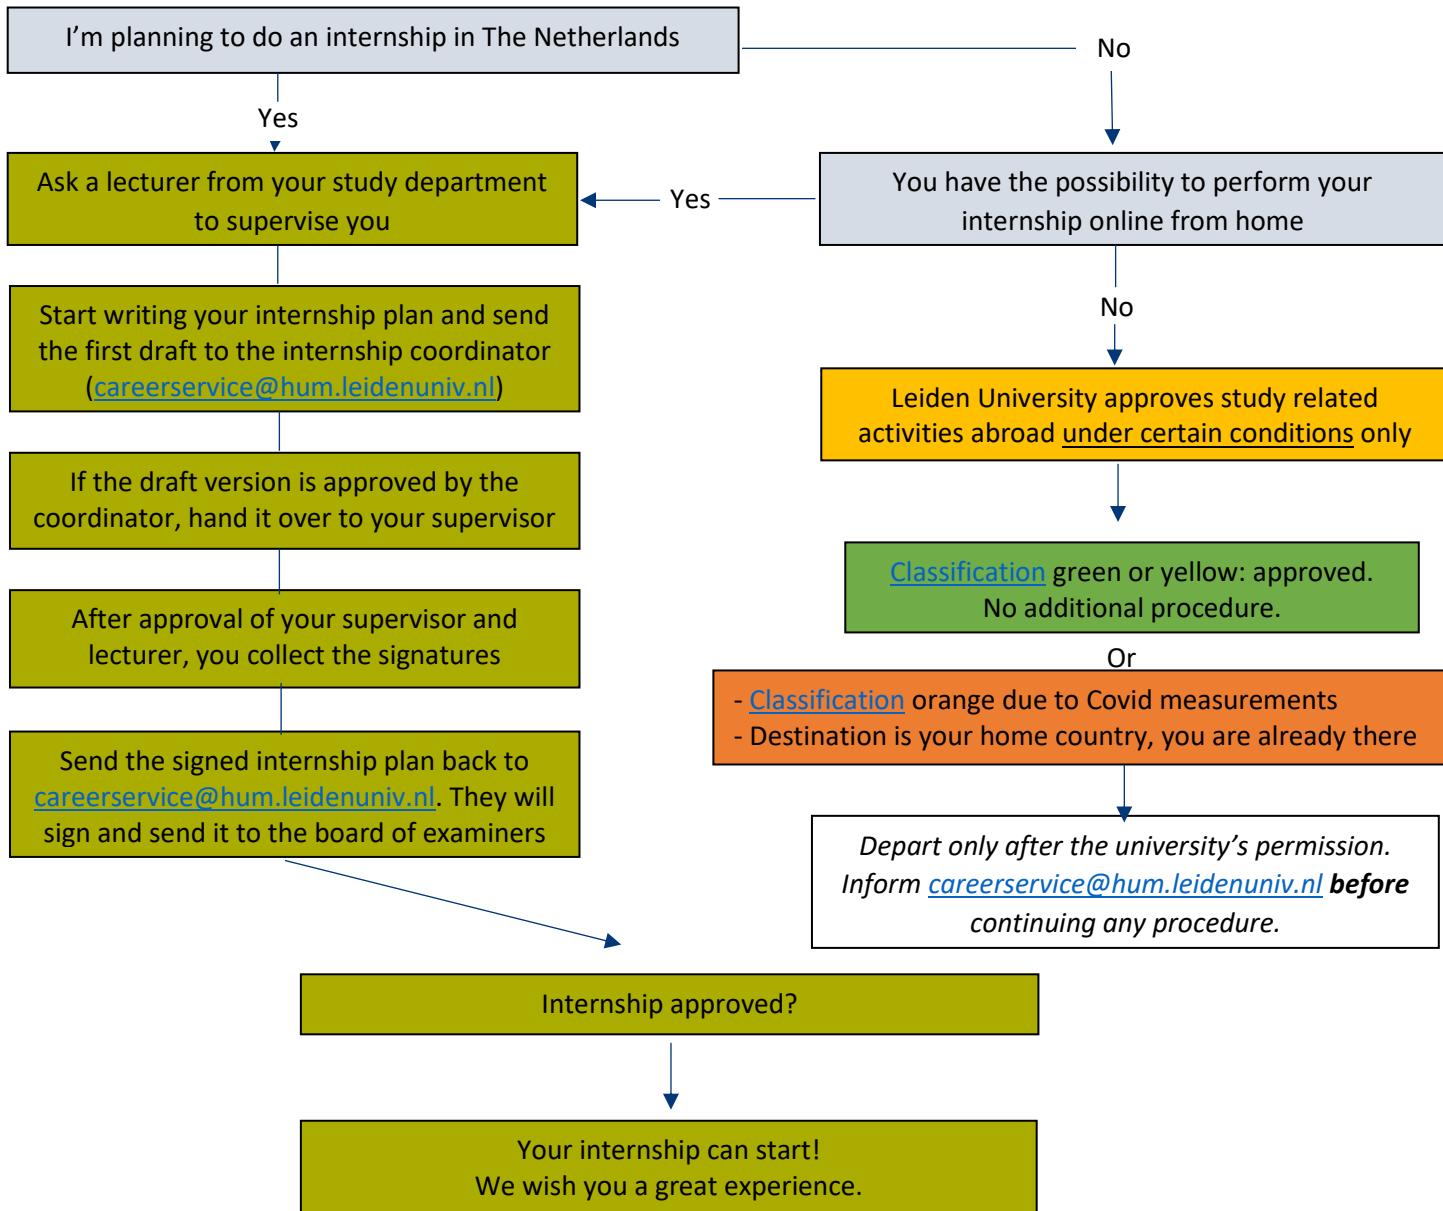 I’m planning to do an internship in The Netherlands
No
Yes
Ask a lecturer from your study department
to supervise you
Yes
You have the possibility to perform your
internship online from home
Start writing your internship plan and send
the first draft to the internship coordinator
(careerservice@hum.leidenuniv.nl)
No
Leiden University approves study related
activities abroad under certain conditions only
If the draft version is approved by the
coordinator, hand it over to your supervisor
Classification green or yellow: approved.
No additional procedure.
After approval of your supervisor and
lecturer, you collect the signatures
Or
- Classification orange due to Covid measurements
- Destination is your home country, you are already there
Send the signed internship plan back to
careerservice@hum.leidenuniv.nl. They will
sign and send it to the board of examiners
Depart only after the university’s permission.
Inform careerservice@hum.leidenuniv.nl before
continuing any procedure.
Internship approved?
Your internship can start!
We wish you a great experience.